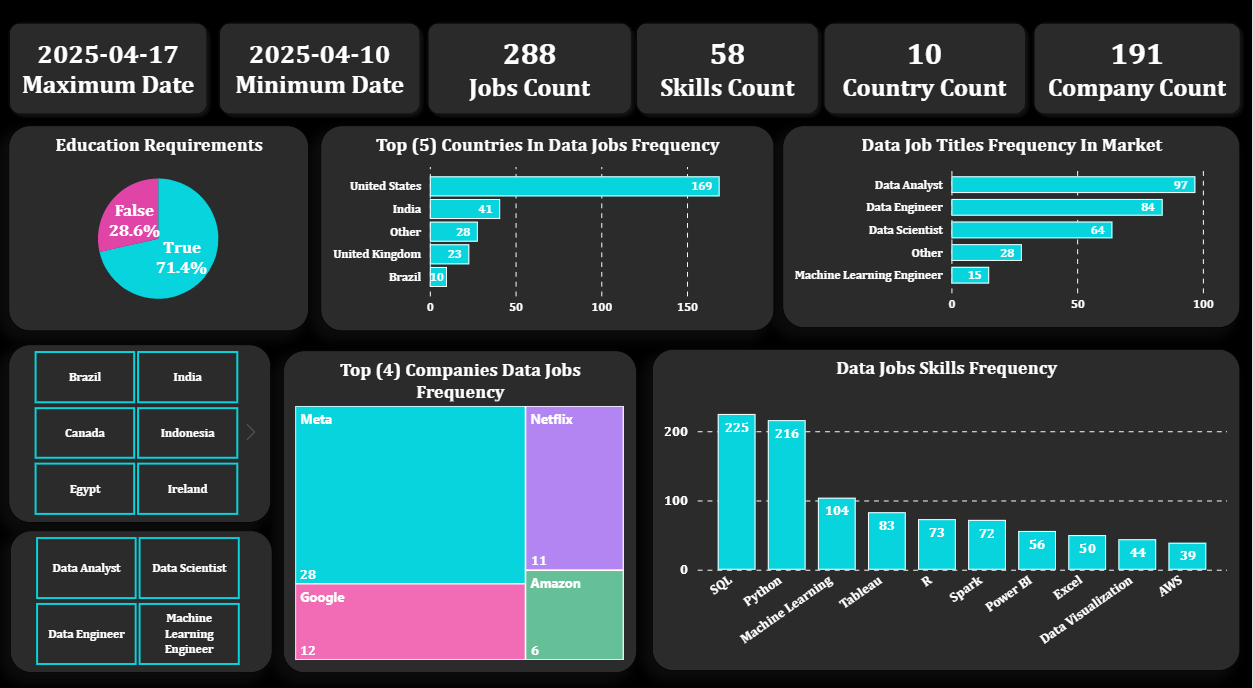 2025-04-17
Maximum Date
2025-04-10
Minimum Date
288
Jobs Count
58
Skills Count
10
Country Count
191
Company Count
Education Requirements
False
28.6%
True
71.4%
Top (5) Countries In Data Jobs Frequency
United States
169
India
41
Other
28
United Kingdom
23
Brazil
10
0
50
100
150
Data Job Titles Frequency In Market
Data Analyst
97
Data Engineer
84
Data Scientist
64
Other
28
Machine Learning Engineer
15
0
50
100
Brazil
India
Canada
Indonesia
Egypt
Ireland
Data Analyst
Data Scientist
Data Engineer
Machine
Learning
Engineer
Top (4) Companies Data Jobs
Frequency
Meta
28
Google
12
Netflix
11
Amazon
6
Data Jobs Skills Frequency
200
100
0
225
216
104
83
73
72
56
50
44
39
SQL
Python
Machine Learning
Tableau
R
Spark
Power BI
Excel
Data Visualization
AWS